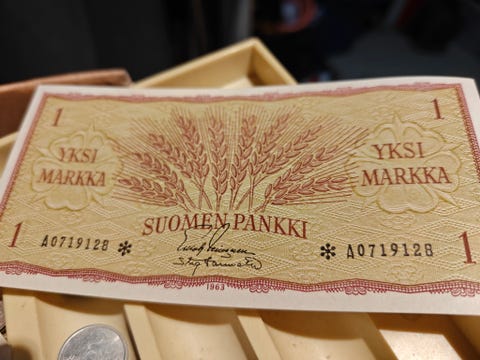 1 1
YKSI
MARKKA
YKSI
MARKKA
SUOMEN PANKKI
1 1
A0719128 * * A0719128
1963